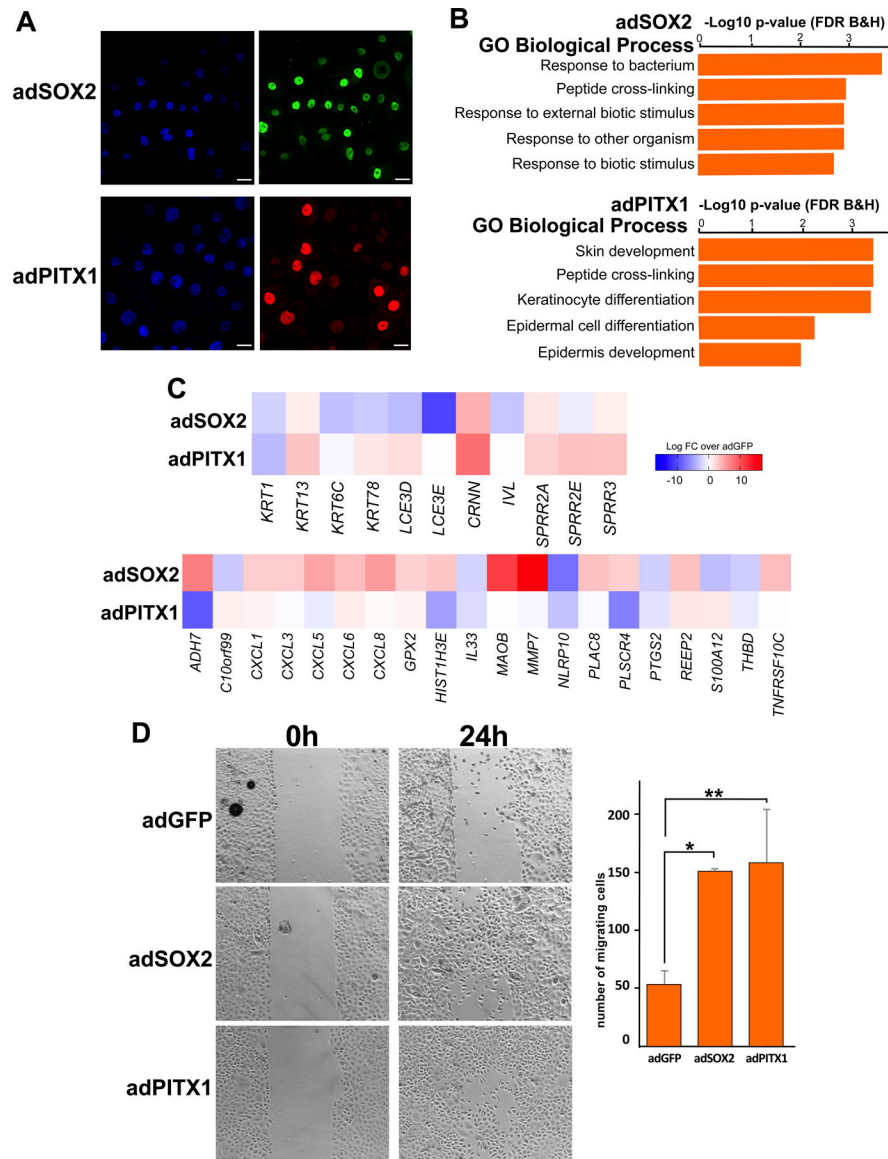 A
adSOX2
adPITX1
B
adSOX2
-Log10 p-value (FDR B&H)
GO Biological Process
0 1 2 3
Response to bacterium
Peptide cross-linking
Response to external biotic stimulus
Response to other organism
Response to biotic stimulus
adPITX1
-Log10 p-value (FDR B&H)
GO Biological Process
0 1 2 3
Skin development
Peptide cross-linking
Keratinocyte differentiation
Epidermal cell differentiation
Epidermis development
C
adSOX2
adPITX1
KRT1
KRT13
KRT6C
KRT78
LCE3D
LCE3E
CRNN
IVL
SPRR2A
SPRR2E
SPRR3
Log FC over adGFP
-10 0 10
adSOX2
adPITX1
ADH7
C10orf99
CXCL1
CXCL3
CXCL5
CXCL6
CXCL8
GPX2
HIST1H3E
IL33
MAOB
MMP7
NLRP10
PLAC8
PLSCR4
PTGS2
REEP2
S100A12
THBD
TNFRSF10C
D
0h
24h
adGFP
adSOX2
adPITX1
number of migrating cells
200
150
100
50
0
**
*
adGFP
adSOX2
adPITX1